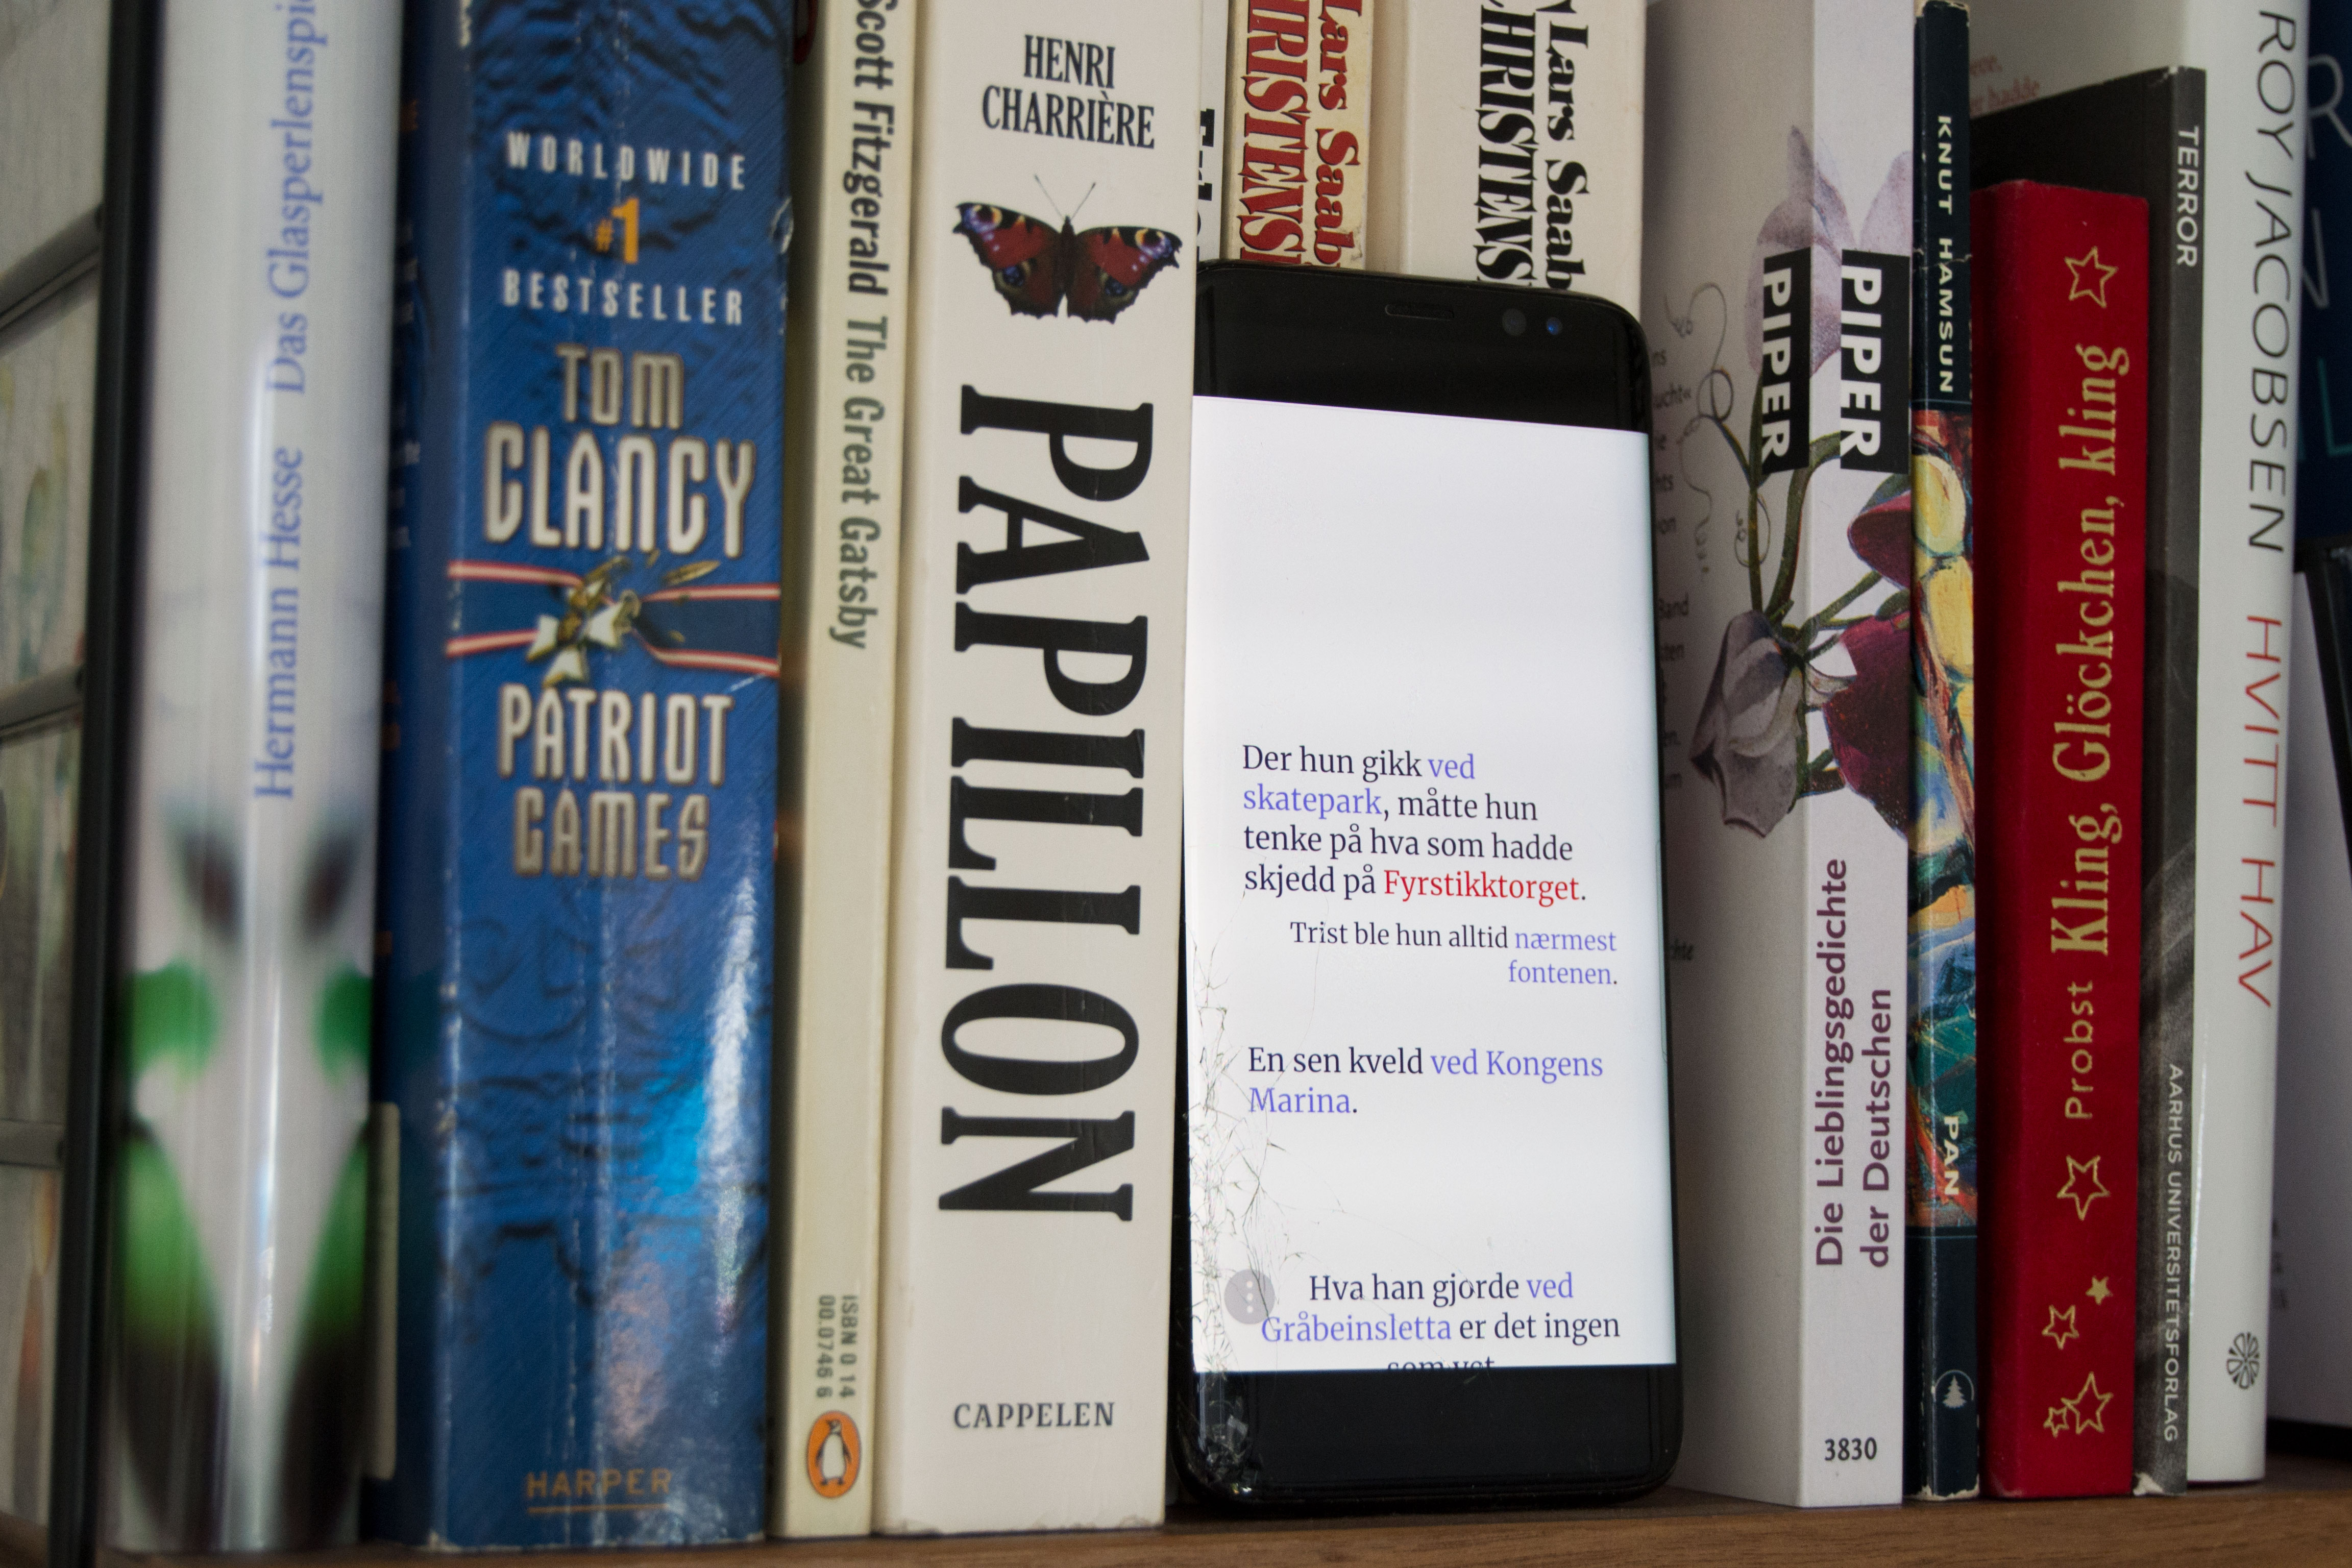 Hermann Hesse Das Glasperlenspi
WORLDWIDE
#1
BESTSELLER
TOM
CLANCY
PATRIOT
GAMES
HARPER
Scott Fitzgerald The Great Gatsby
ISBN 0 14
00.0746 6
HENRI
CHARRIÈRE
PAPILLON
CAPPELEN
Lars Saab
HRISTENS
Lars Saab
HRISTENS
Der hun gikk ved
skatepark, måtte hun
tenke på hva som hadde
skjedd på Fyrstikktorget.
Trist ble hun alltid nærmest
fontenen.
En sen kveld ved Kongens
Marina.
Hva han gjorde ved
Gråbeinsletta er det ingen
som vet
PIPER
PIPER
Die Lieblingsgedichte
der Deutschen
3830
KNUT HAMSUN
PAN
Probst Kling, Glöckchen, kling
TERROR
AARHUS UNIVERSITETSFORLAG
ROY JACOBSEN HVITT HAV